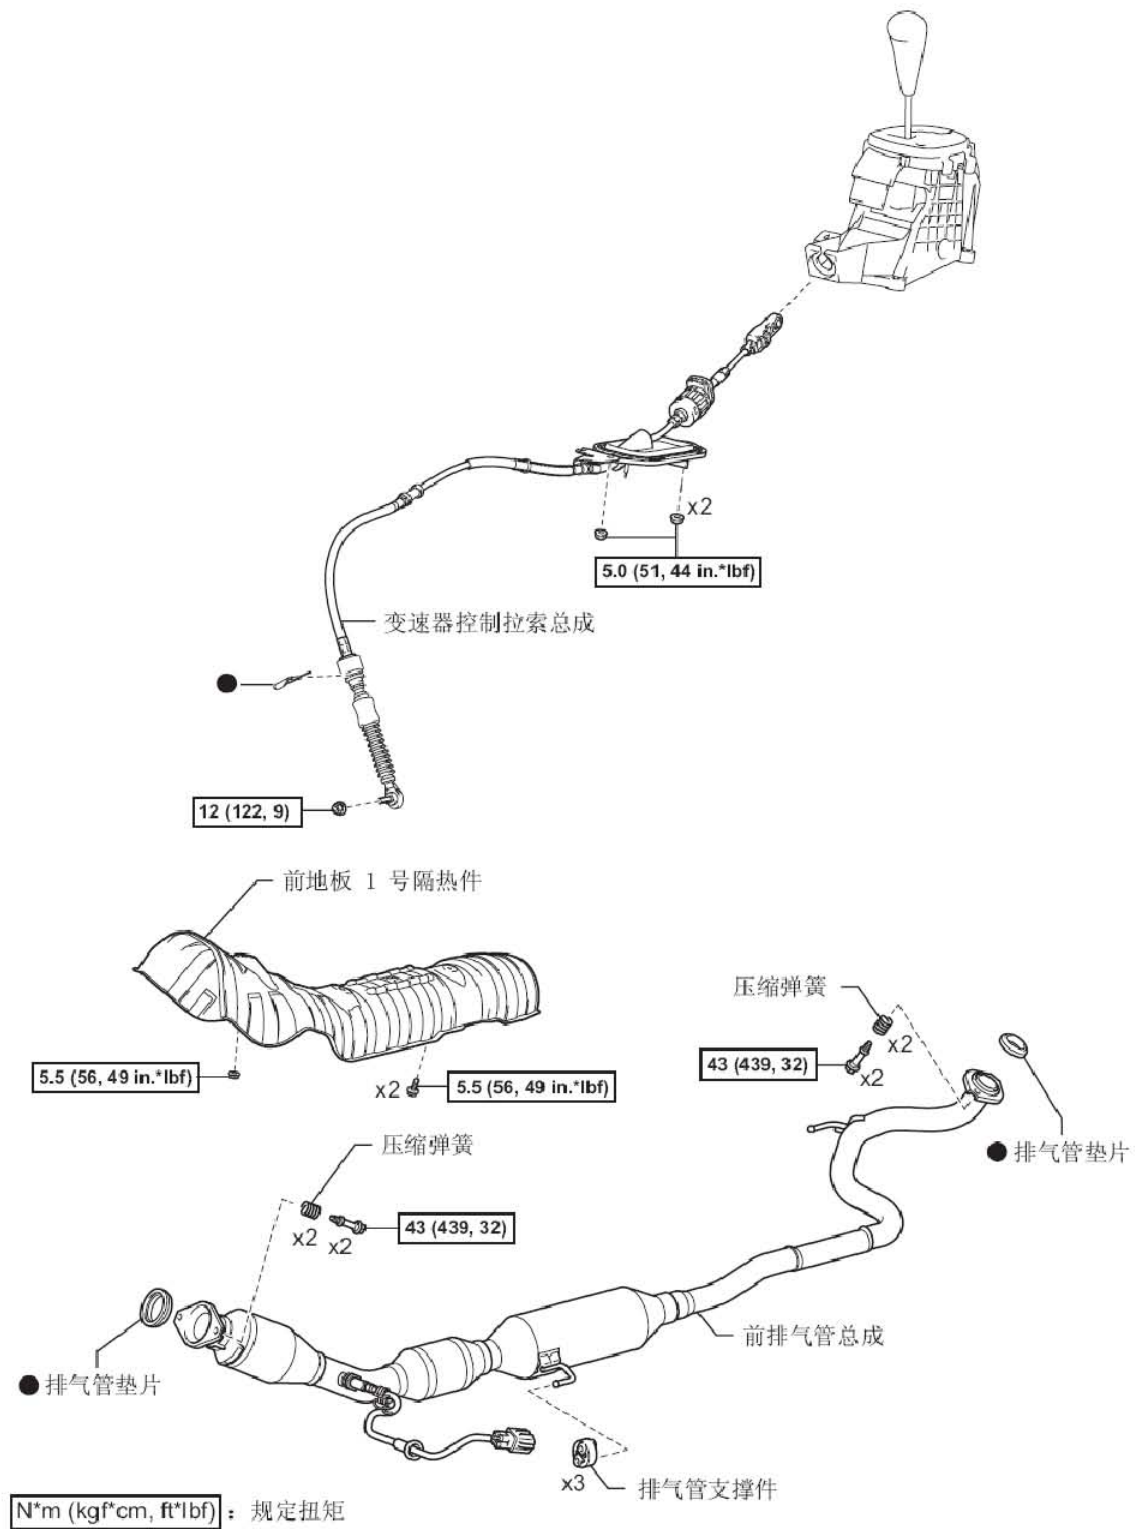 x2
5.0 (51, 44 in.*lbf)
变速器控制拉索总成
12 (122, 9)
前地板 1 号隔热件
压缩弹簧
x2
43 (439, 32)
x2
5.5 (56, 49 in.*lbf)
x2
5.5 (56, 49 in.*lbf)
排气管垫片
压缩弹簧
x2
x2
43 (439, 32)
前排气管总成
排气管垫片
x3
排气管支撑件
N*m (kgf*cm, ft*lbf) : 规定扭矩